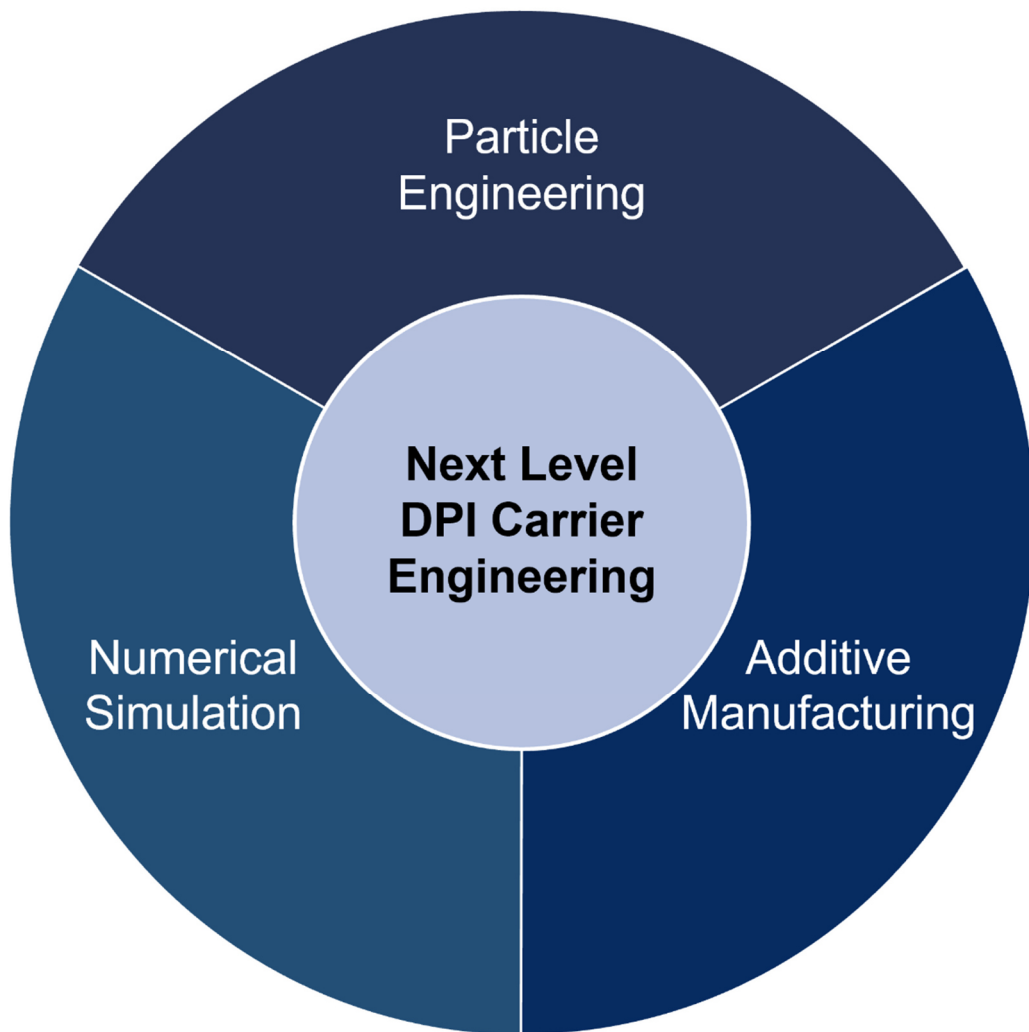 Particle
Engineering
Next Level
DPI Carrier
Engineering
Numerical
Simulation
Additive
Manufacturing